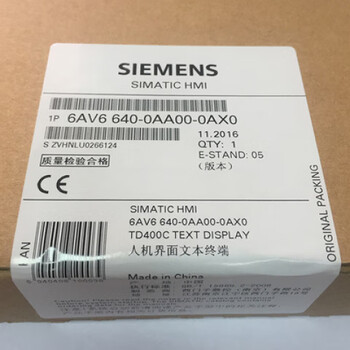 SIEMENS
SIMATIC HMI
1P 6AV6 640-0AA00-0AX0
S ZVHNLU0266124
11.2016
QTY: 1
E-STAND: 05
(版本)
质量检验合格
CE
ORIGINAL PACKING
EAN
SIMATIC HMI
6AV6 640-0AA00-0AX0
TD400C TEXT DISPLAY
人机界面文本终端
Made in China